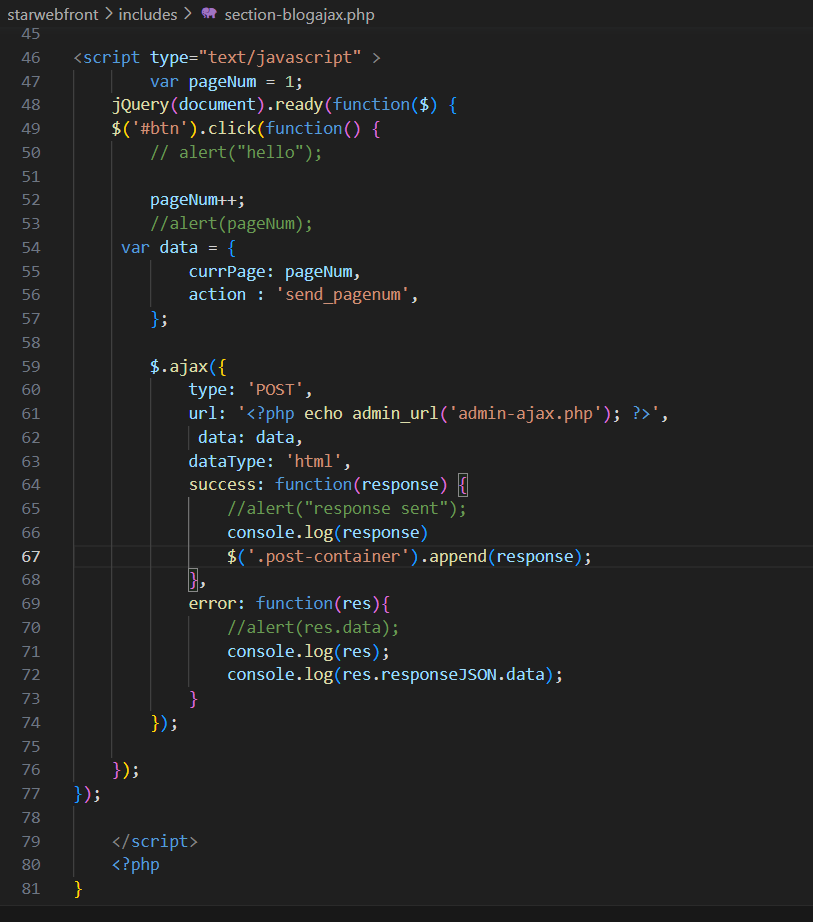 starwebfront > includes > section-blogajax.php
45
46 <script type="text/javascript" >
47 var pageNum = 1;
48 jQuery(document).ready(function($) {
49 $('#btn').click(function() {
50 // alert("hello");
51
52 pageNum++;
53 //alert(pageNum);
54 var data = {
55 currPage: pageNum,
56 action : 'send_pagenum',
57 };
58
59 $.ajax({
60 type: 'POST',
61 url: '<?php echo admin_url('admin-ajax.php'); ?>',
62 data: data,
63 dataType: 'html',
64 success: function(response) {
65 //alert("response sent");
66 console.log(response)
67 $('.post-container').append(response);
68 },
69 error: function(res){
70 //alert(res.data);
71 console.log(res);
72 console.log(res.responseJSON.data);
73 }
74 });
75
76 });
77 });
78
79 </script>
80 <?php
81 }